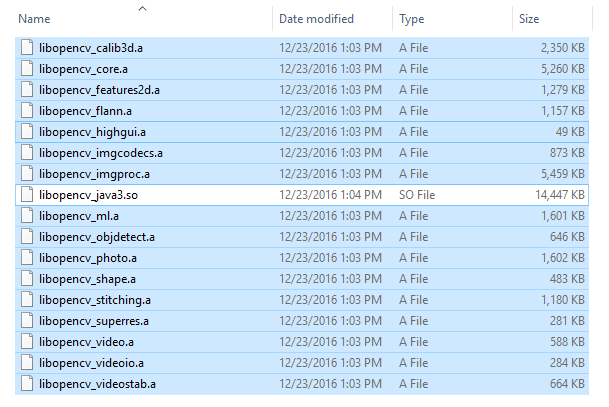 Name Date modified Type Size
libopencv_calib3d.a 12/23/2016 1:03 PM A File 2,350 KB
libopencv_core.a 12/23/2016 1:03 PM A File 5,260 KB
libopencv_features2d.a 12/23/2016 1:03 PM A File 1,279 KB
libopencv_flann.a 12/23/2016 1:03 PM A File 1,157 KB
libopencv_highgui.a 12/23/2016 1:03 PM A File 49 KB
libopencv_imgcodecs.a 12/23/2016 1:03 PM A File 873 KB
libopencv_imgproc.a 12/23/2016 1:03 PM A File 5,459 KB
libopencv_java3.so 12/23/2016 1:04 PM SO File 14,447 KB
libopencv_ml.a 12/23/2016 1:03 PM A File 1,601 KB
libopencv_objdetect.a 12/23/2016 1:03 PM A File 646 KB
libopencv_photo.a 12/23/2016 1:03 PM A File 1,602 KB
libopencv_shape.a 12/23/2016 1:03 PM A File 483 KB
libopencv_stitching.a 12/23/2016 1:03 PM A File 1,180 KB
libopencv_superres.a 12/23/2016 1:03 PM A File 281 KB
libopencv_video.a 12/23/2016 1:03 PM A File 588 KB
libopencv_videoio.a 12/23/2016 1:03 PM A File 284 KB
libopencv_videostab.a 12/23/2016 1:03 PM A File 664 KB